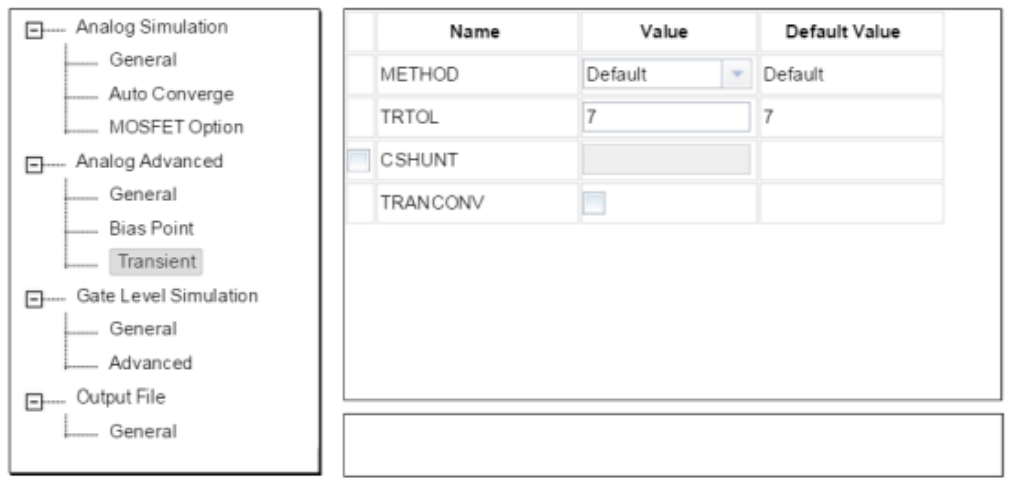 Analog Simulation
General
Auto Converge
MOSFET Option
Analog Advanced
General
Bias Point
Transient
Gate Level Simulation
General
Advanced
Output File
General
Name Value Default Value
METHOD Default Default
TRTOL 7 7
CSHUNT
TRANCONV